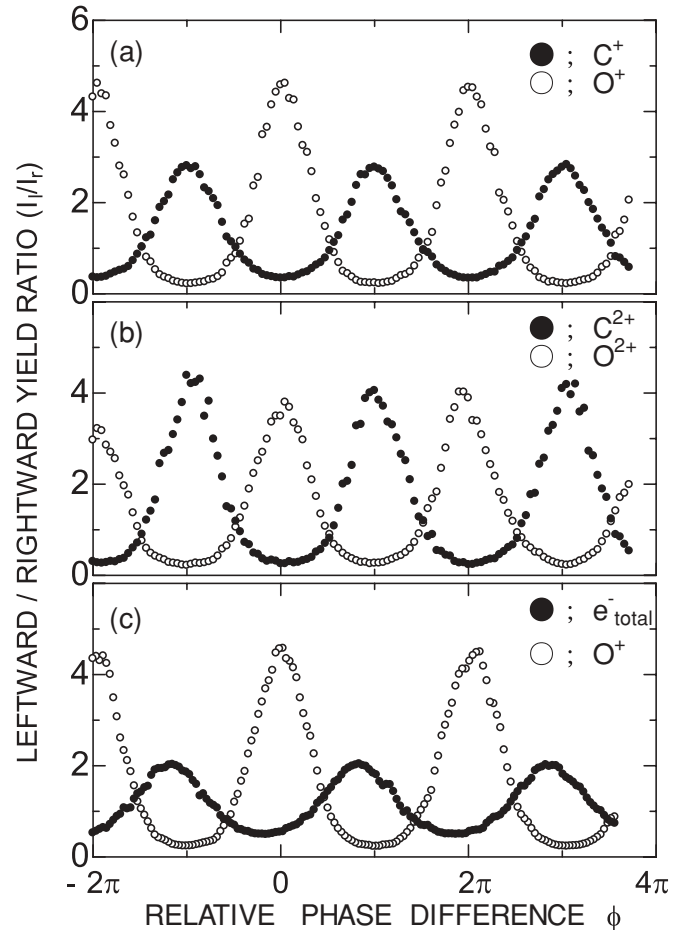 LEFTWARD / RIGHTWARD YIELD RATIO (Iₗ/Iᵣ)
6
(a)
● ; C⁺
○ ; O⁺
4
2
0
(b)
● ; C²⁺
○ ; O²⁺
4
2
0
(c)
● ; e⁻total
○ ; O⁺
4
2
0
- 2π 0 2π 4π
RELATIVE PHASE DIFFERENCE ϕ